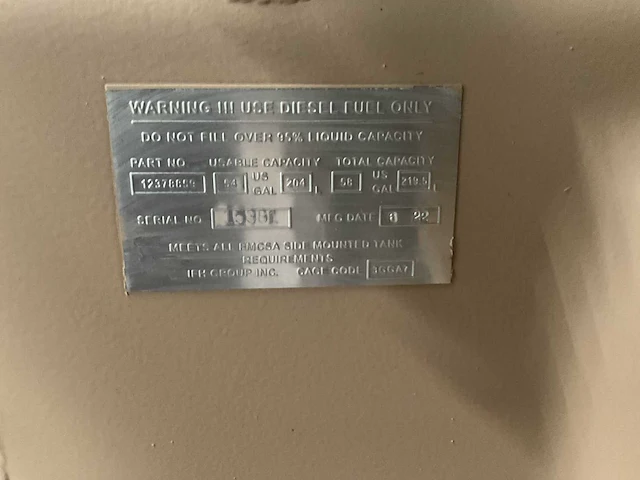 WARNING IN USE DIESEL FUEL ONLY
DO NOT FILL OVER 95% LIQUID CAPACITY
PART NO USABLE CAPACITY TOTAL CAPACITY
12378859 54 US GAL 204 L 58 US GAL 219.5 L
SERIAL NO MFG DATE 8 22
MEETS ALL FMCSA SIDE MOUNTED TANK
REQUIREMENTS
IFH GROUP INC. CAGE CODE